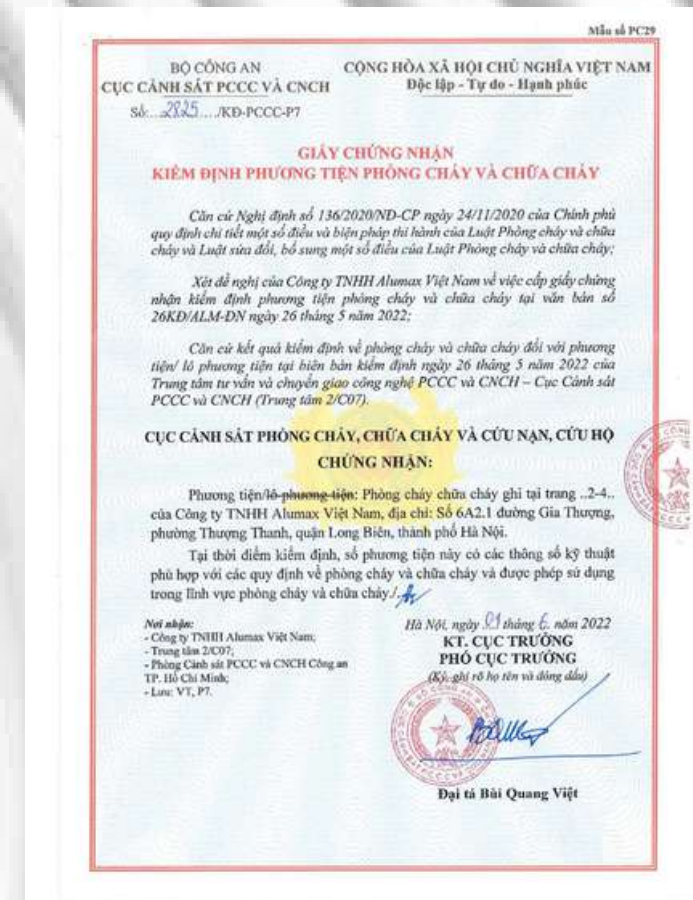 Mẫu số PC29
BỘ CÔNG AN
CỤC CẢNH SÁT PCCC VÀ CNCH
Số:...2825..../KĐ-PCCC-P7
CỘNG HÒA XÃ HỘI CHỦ NGHĨA VIỆT NAM
Độc lập - Tự do - Hạnh phúc
GIẤY CHỨNG NHẬN
KIỂM ĐỊNH PHƯƠNG TIỆN PHÒNG CHÁY VÀ CHỮA CHÁY
Căn cứ Nghị định số 136/2020/NĐ-CP ngày 24/11/2020 của Chính phủ
quy định chi tiết một số điều và biện pháp thi hành của Luật Phòng cháy và chữa
cháy và Luật sửa đổi, bổ sung một số điều của Luật Phòng cháy và chữa cháy;
Xét đề nghị của Công ty TNHH Alumax Việt Nam về việc cấp giấy chứng
nhận kiểm định phương tiện phòng cháy và chữa cháy tại văn bản số
26KĐ/ALM-ĐN ngày 26 tháng 5 năm 2022;
Căn cứ kết quả kiểm định về phòng cháy và chữa cháy đối với phương
tiện/ lô phương tiện tại biên bản kiểm định ngày 26 tháng 5 năm 2022 của
Trung tâm tư vấn và chuyển giao công nghệ PCCC và CNCH – Cục Cảnh sát
PCCC và CNCH (Trung tâm 2/C07).
CỤC CẢNH SÁT PHÒNG CHÁY, CHỮA CHÁY VÀ CỨU NẠN, CỨU HỘ
CHỨNG NHẬN:
Phương tiện/lô phương tiện: Phòng cháy chữa cháy ghi tại trang ..2-4..
của Công ty TNHH Alumax Việt Nam, địa chỉ: Số 6A2.1 đường Gia Thượng,
phường Thượng Thanh, quận Long Biên, thành phố Hà Nội.
Tại thời điểm kiểm định, số phương tiện này có các thông số kỹ thuật
phù hợp với các quy định về phòng cháy và chữa cháy và được phép sử dụng
trong lĩnh vực phòng cháy và chữa cháy./.
Nơi nhận:
- Công ty TNHH Alumax Việt Nam;
- Trung tâm 2/C07;
- Phòng Cảnh sát PCCC và CNCH Công an
TP. Hồ Chí Minh;
- Lưu: VT, P7.
Hà Nội, ngày 01 tháng 6 năm 2022
KT. CỤC TRƯỞNG
PHÓ CỤC TRƯỞNG
(Ký, ghi rõ họ tên và đóng dấu)
Đại tá Bùi Quang Việt